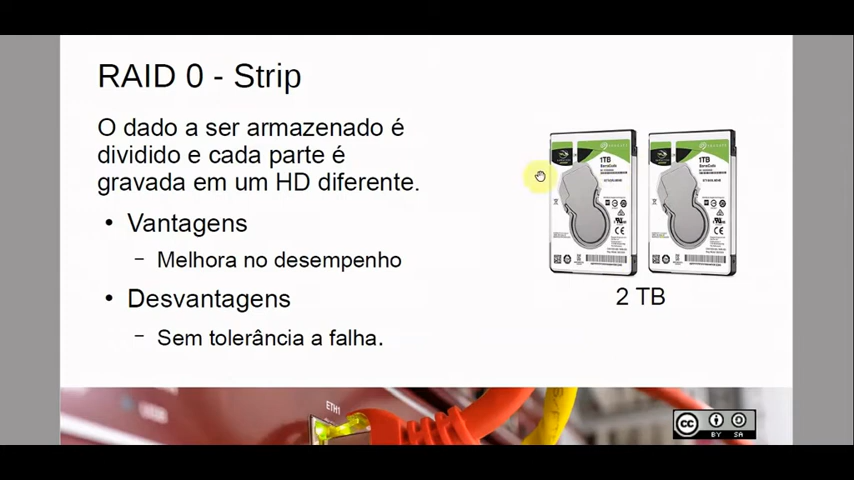 RAID 0 - Strip
O dado a ser armazenado é
dividido e cada parte é
gravada em um HD diferente.
• Vantagens
– Melhora no desempenho
• Desvantagens
– Sem tolerância a falha.
1TB
1TB
2 TB
ETH1
cc
BY SA